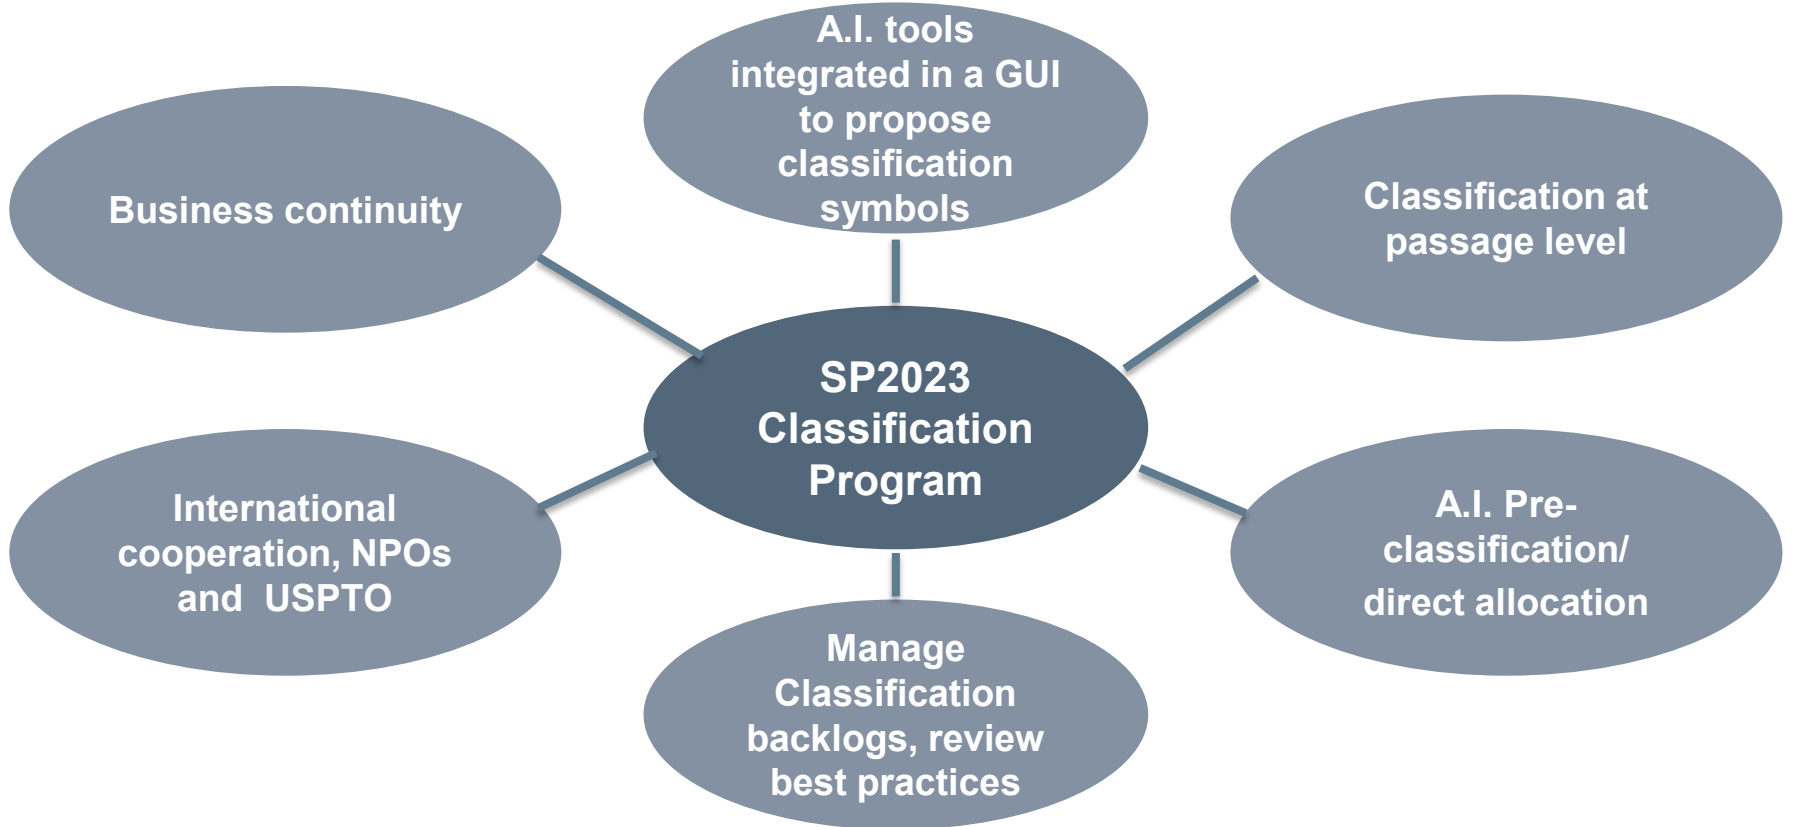 A.I. tools
integrated in a GUI
to propose
classification
symbols
Business continuity
Classification at
passage level
SP2023
Classification
Program
International
cooperation, NPOs
and  USPTO
A.I. Pre-
classification/
direct allocation
Manage
Classification
backlogs, review
best practices